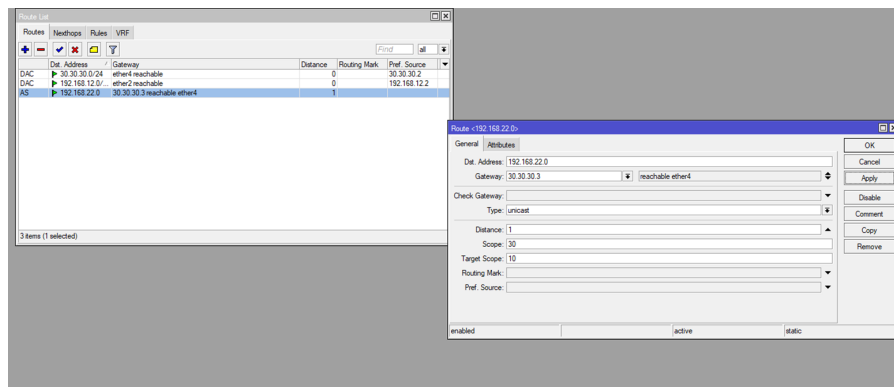 Route List
Routes Nexthops Rules VRF
Find all
Dst. Address Gateway Distance Routing Mark Pref. Source
DAC 30.30.30.0/24 ether4 reachable 0 30.30.30.2
DAC 192.168.12.0/... ether2 reachable 0 192.168.12.2
AS 192.168.22.0 30.30.30.3 reachable ether4 1
3 items (1 selected)
Route <192.168.22.0>
General Attributes
OK
Dst. Address: 192.168.22.0
Cancel
Gateway: 30.30.30.3 reachable ether4
Apply
Check Gateway:
Disable
Type: unicast
Comment
Distance: 1
Copy
Scope: 30
Remove
Target Scope: 10
Routing Mark:
Pref. Source:
enabled active static